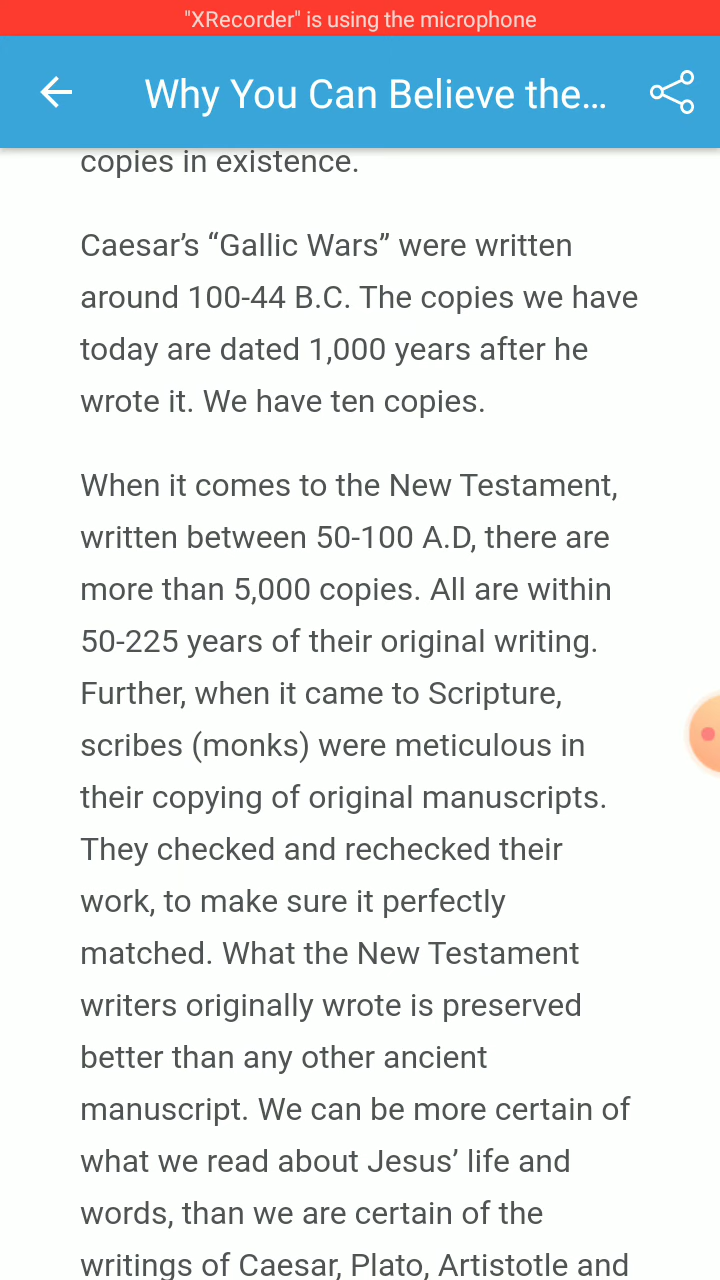 "XRecorder" is using the microphone
Why You Can Believe the...
copies in existence.
Caesar’s “Gallic Wars” were written
around 100-44 B.C. The copies we have
today are dated 1,000 years after he
wrote it. We have ten copies.
When it comes to the New Testament,
written between 50-100 A.D, there are
more than 5,000 copies. All are within
50-225 years of their original writing.
Further, when it came to Scripture,
scribes (monks) were meticulous in
their copying of original manuscripts.
They checked and rechecked their
work, to make sure it perfectly
matched. What the New Testament
writers originally wrote is preserved
better than any other ancient
manuscript. We can be more certain of
what we read about Jesus’ life and
words, than we are certain of the
writings of Caesar, Plato, Artistotle and